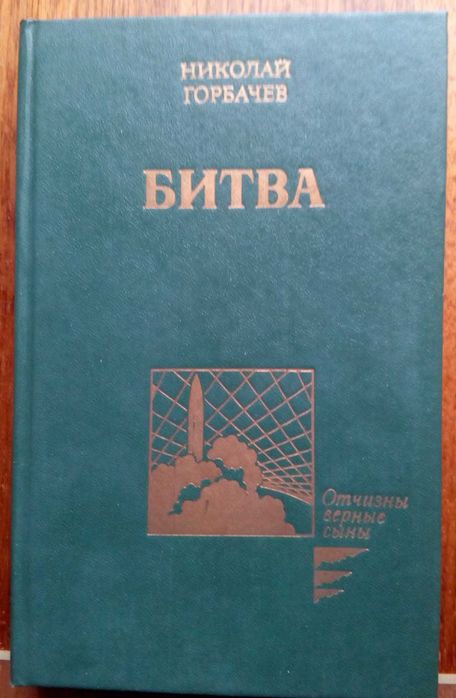 НИКОЛАЙ
ГОРБАЧЕВ
БИТВА
Отчизны
верные
сыны